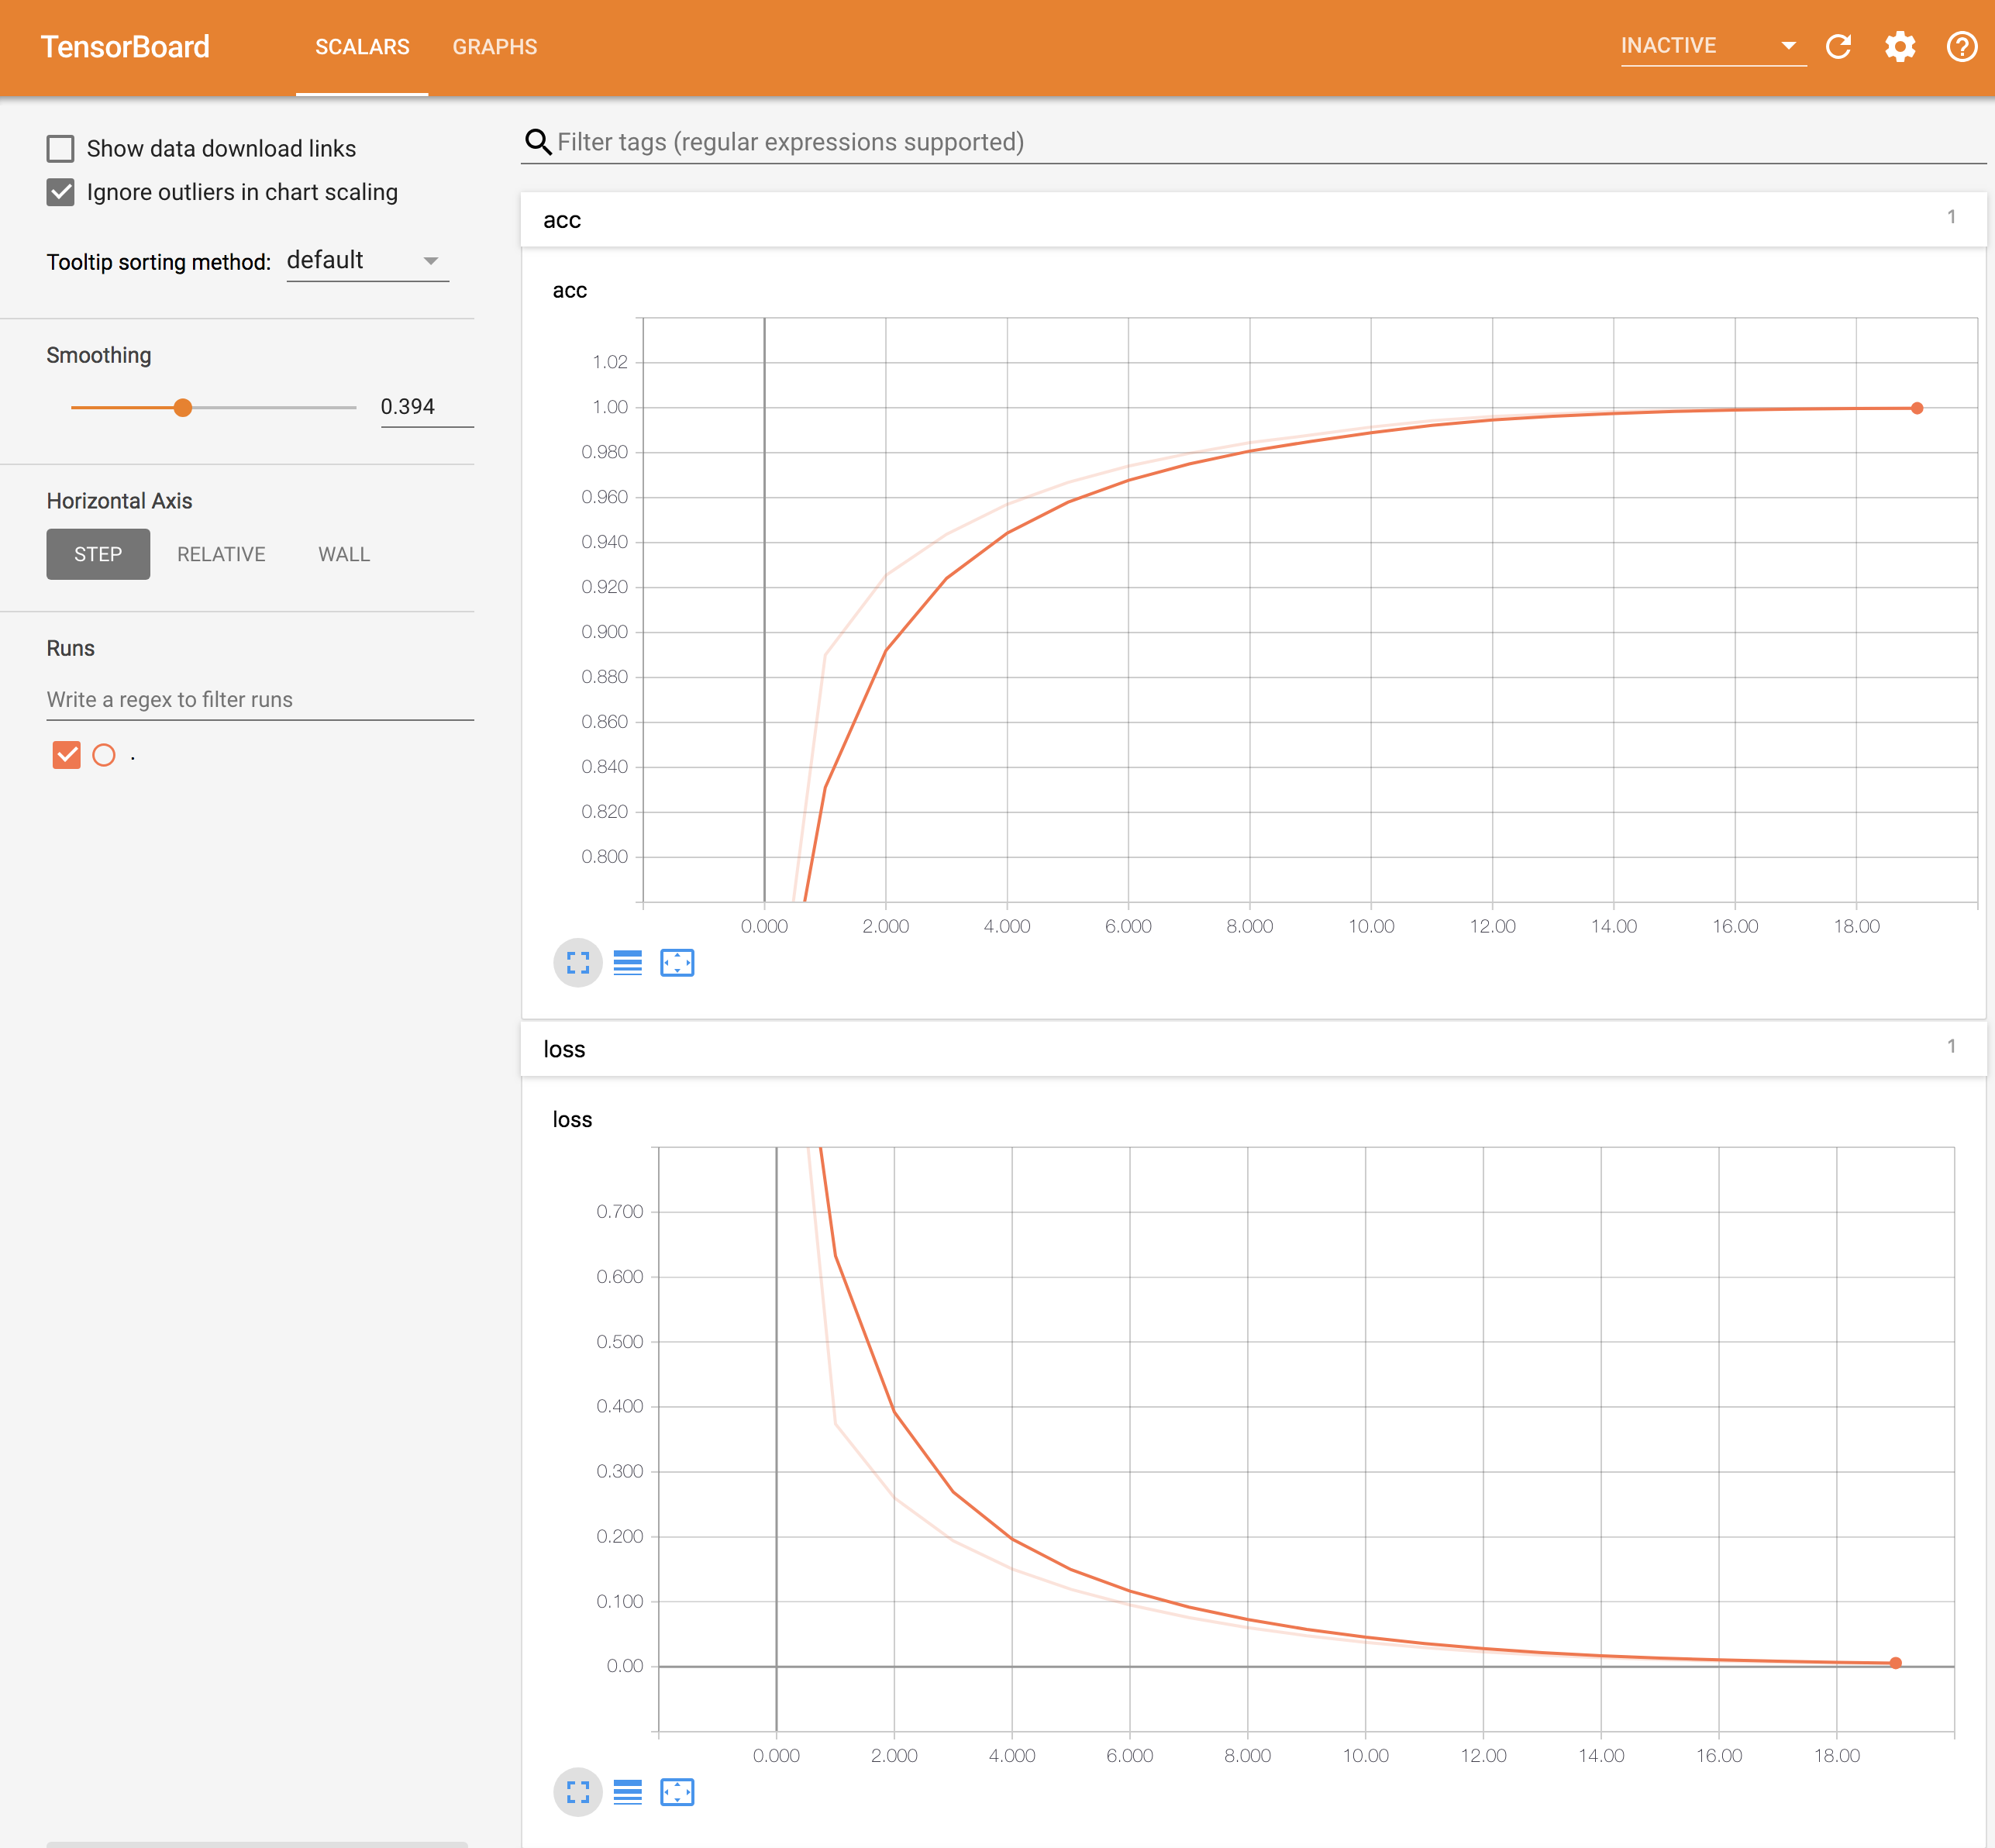 TensorBoard SCALARS GRAPHS INACTIVE
Show data download links
Ignore outliers in chart scaling
Tooltip sorting method: default
Smoothing
0.394
Horizontal Axis
STEP RELATIVE WALL
Runs
Write a regex to filter runs
.
Filter tags (regular expressions supported)
acc 1
acc
1.02
1.00
0.980
0.960
0.940
0.920
0.900
0.880
0.860
0.840
0.820
0.800
0.000 2.000 4.000 6.000 8.000 10.00 12.00 14.00 16.00 18.00
loss 1
loss
0.700
0.600
0.500
0.400
0.300
0.200
0.100
0.00
0.000 2.000 4.000 6.000 8.000 10.00 12.00 14.00 16.00 18.00